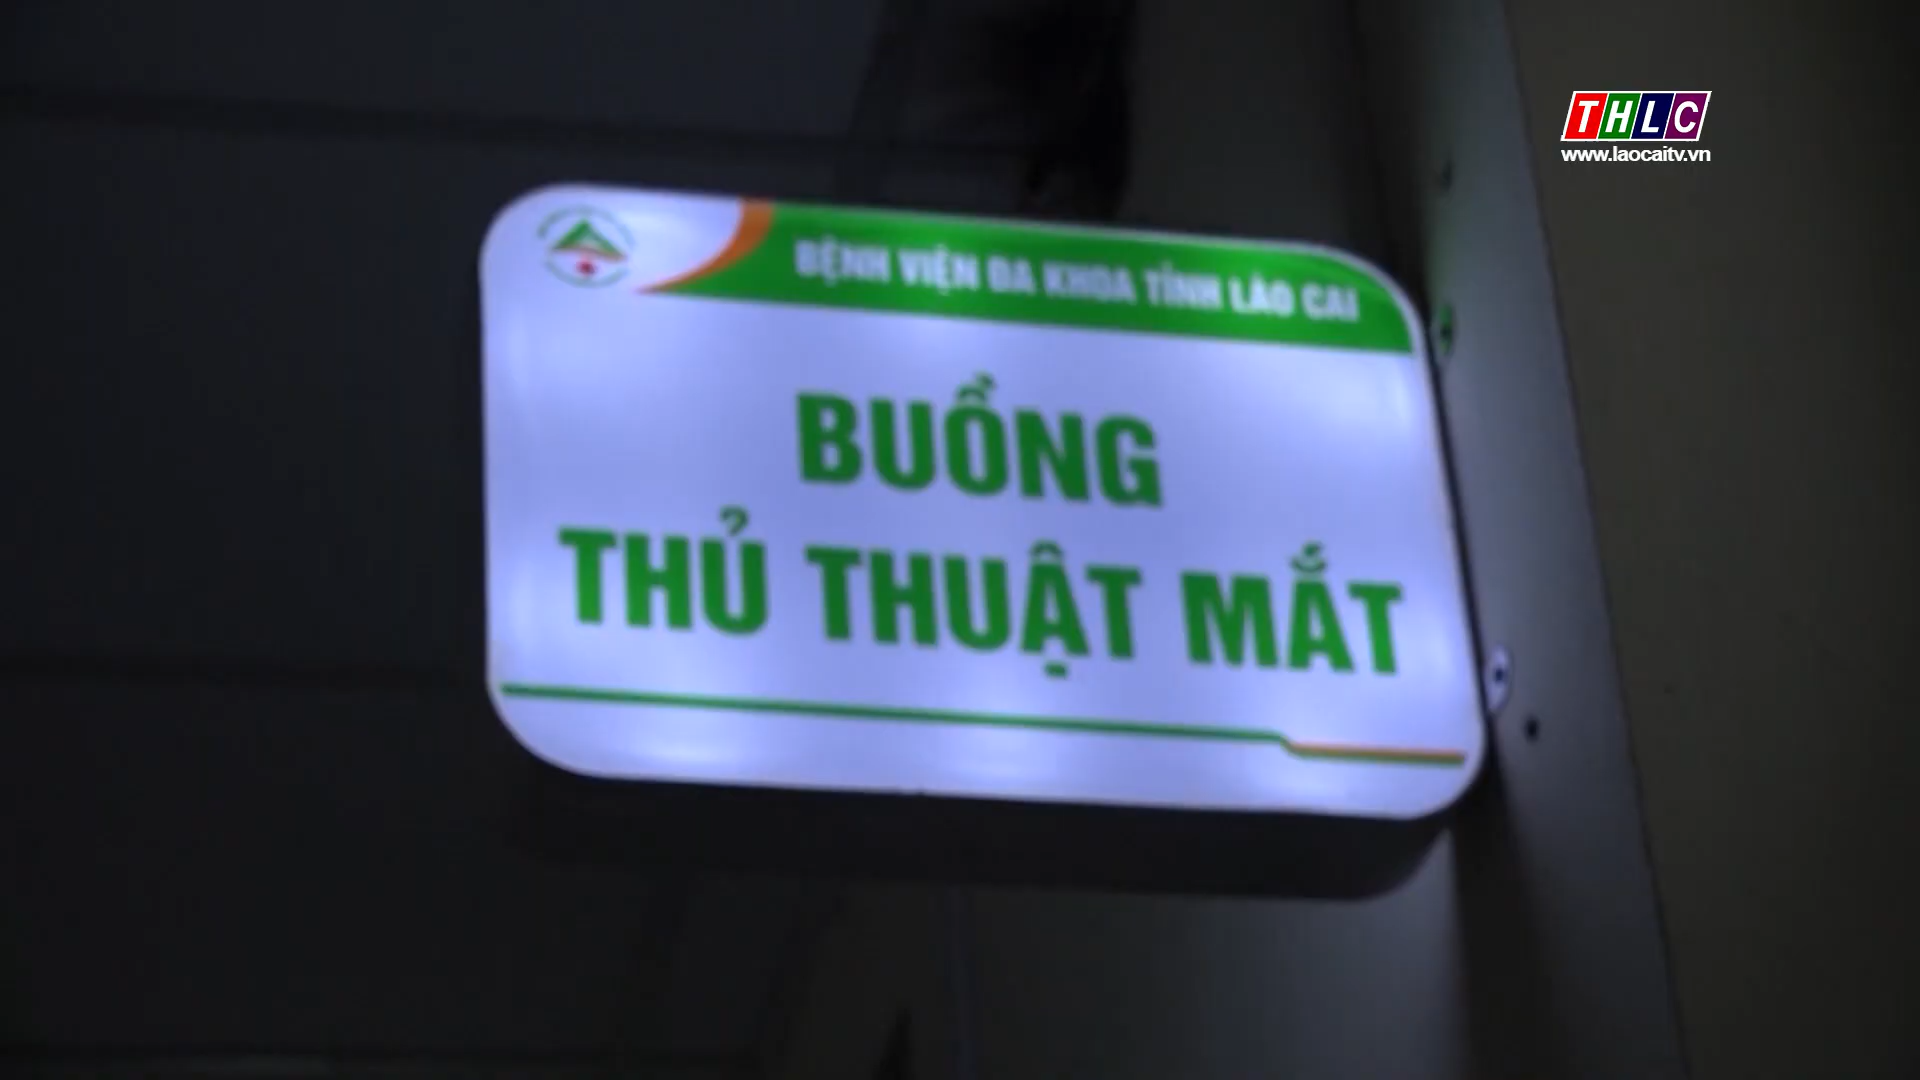 THLC
www.laocaitv.vn
BỆNH VIỆN ĐA KHOA TỈNH LÀO CAI
BUỒNG
THỦ THUẬT MẮT